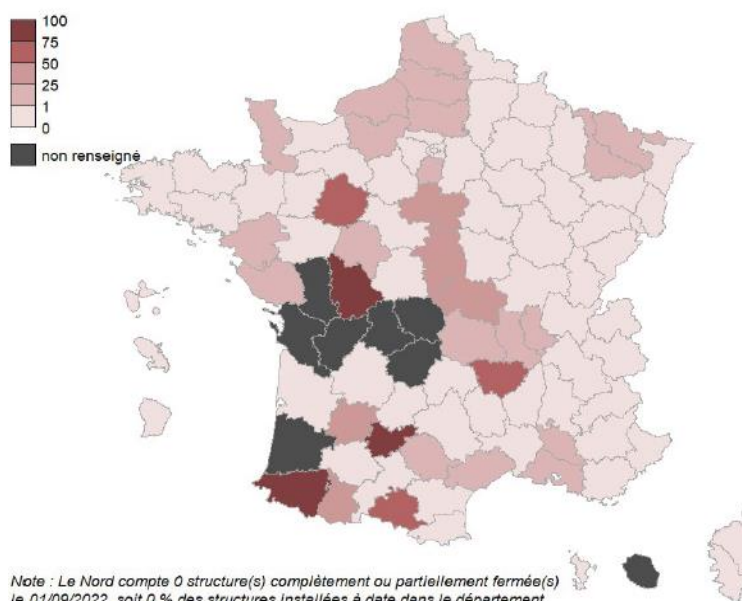 100
75
50
25
1
0
non renseigné
Note : Le Nord compte 0 structure(s) complètement ou partiellement fermée(s)
le 01/09/2022, soit 0 % des structures installées à date dans le département